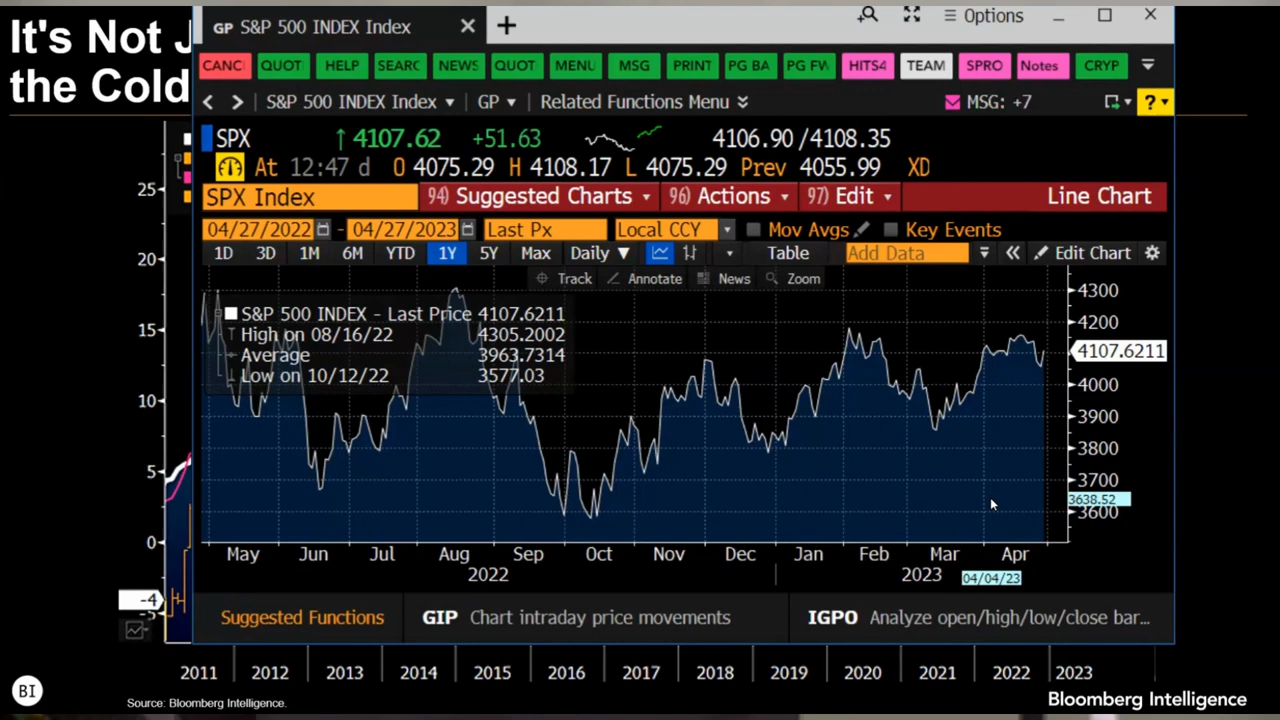 It's Not J
the Cold
GP S&P 500 INDEX Index
Options
CANC QUOT HELP SEARC NEWS QUOT MENU MSG PRINT PG BA PG FW HITS4 TEAM SPRO Notes CRYP
S&P 500 INDEX Index GP Related Functions Menu MSG: +7 ?
SPX ↑ 4107.62 +51.63 4106.90 /4108.35
At 12:47 d O 4075.29 H 4108.17 L 4075.29 Prev 4055.99 XD
SPX Index 94) Suggested Charts 96) Actions 97) Edit Line Chart
04/27/2022 - 04/27/2023 Last Px Local CCY Mov Avgs Key Events
1D 3D 1M 6M YTD 1Y 5Y Max Daily ▼ Table Add Data « Edit Chart
Track Annotate News Zoom
S&P 500 INDEX - Last Price 4107.6211
High on 08/16/22 4305.2002
Average 3963.7314
Low on 10/12/22 3577.03
4300
4200
4107.6211
4000
3900
3800
3700
3638.52
3600
25
20
15
10
5
0
-4
-5
May Jun Jul Aug Sep Oct Nov Dec Jan Feb Mar Apr
2022 2023 04/04/23
Suggested Functions GIP Chart intraday price movements IGPO Analyze open/high/low/close bar...
2011 2012 2013 2014 2015 2016 2017 2018 2019 2020 2021 2022 2023
BI
Source: Bloomberg Intelligence.
Bloomberg Intelligence